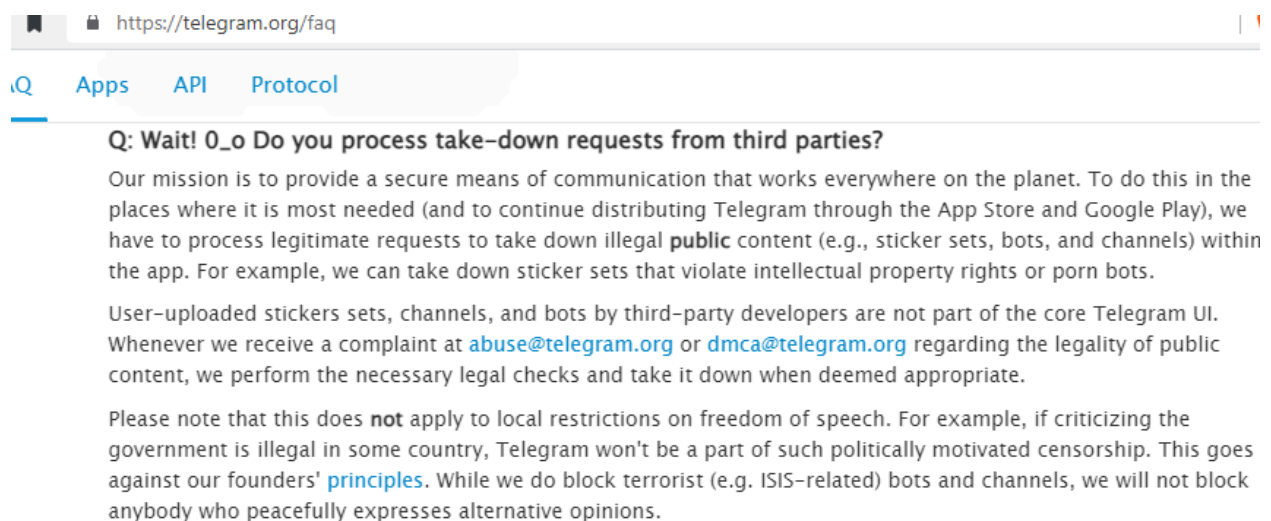 https://telegram.org/faq
AQ Apps API Protocol
Q: Wait! 0_o Do you process take-down requests from third parties?
Our mission is to provide a secure means of communication that works everywhere on the planet. To do this in the
places where it is most needed (and to continue distributing Telegram through the App Store and Google Play), we
have to process legitimate requests to take down illegal public content (e.g., sticker sets, bots, and channels) within
the app. For example, we can take down sticker sets that violate intellectual property rights or porn bots.
User-uploaded stickers sets, channels, and bots by third-party developers are not part of the core Telegram UI.
Whenever we receive a complaint at abuse@telegram.org or dmca@telegram.org regarding the legality of public
content, we perform the necessary legal checks and take it down when deemed appropriate.
Please note that this does not apply to local restrictions on freedom of speech. For example, if criticizing the
government is illegal in some country, Telegram won't be a part of such politically motivated censorship. This goes
against our founders' principles. While we do block terrorist (e.g. ISIS-related) bots and channels, we will not block
anybody who peacefully expresses alternative opinions.